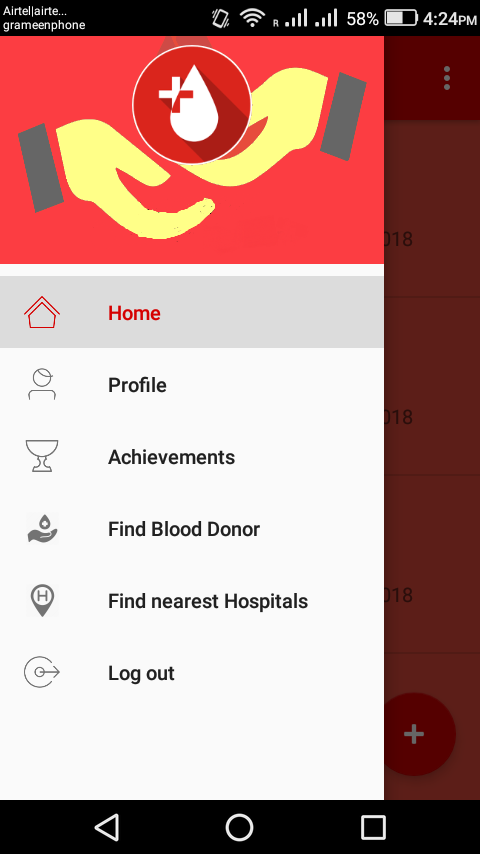 Airtel|airte...
grameenphone
R
58%
4:24PM
018
Home
Profile
018
Achievements
Find Blood Donor
Find nearest Hospitals
018
Log out
+